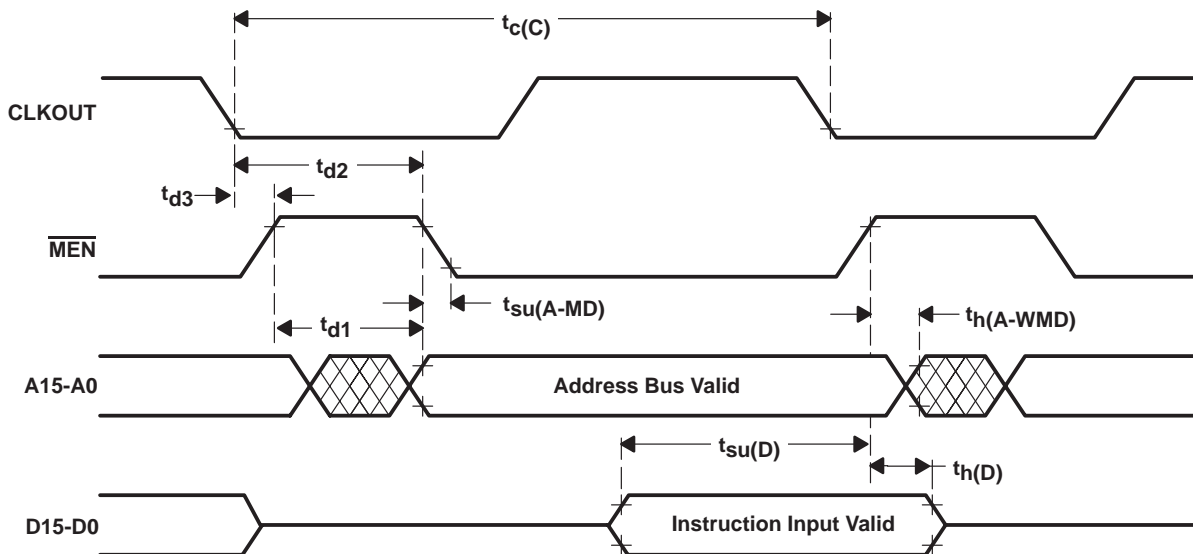 tc(C)
CLKOUT
td2
td3
MEN
tsu(A-MD)
td1
th(A-WMD)
A15-A0
Address Bus Valid
tsu(D)
th(D)
D15-D0
Instruction Input Valid